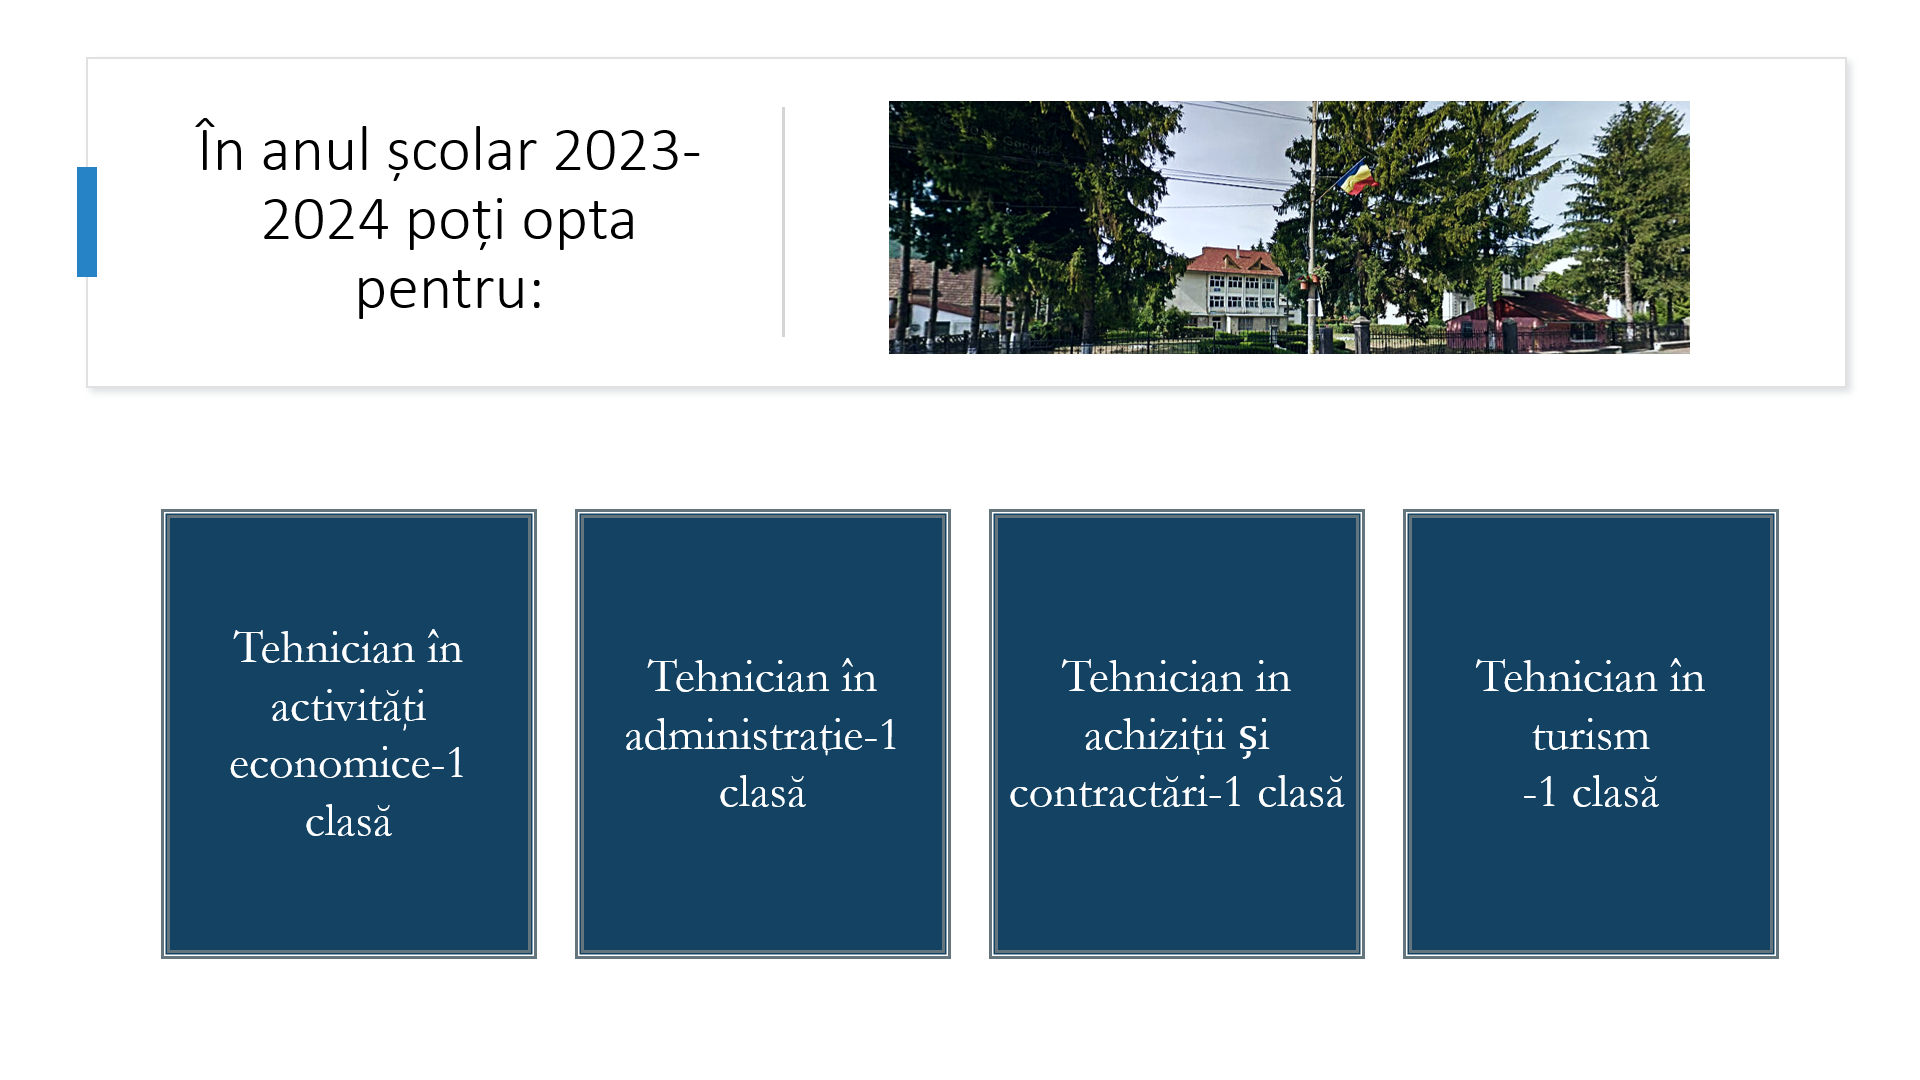 În anul școlar 2023-
2024 poți opta
pentru:
Tehnician în
activități
economice-1
clasă
Tehnician în
administrație-1
clasă
Tehnician in
achiziții și
contractări-1 clasă
Tehnician în
turism
-1 clasă